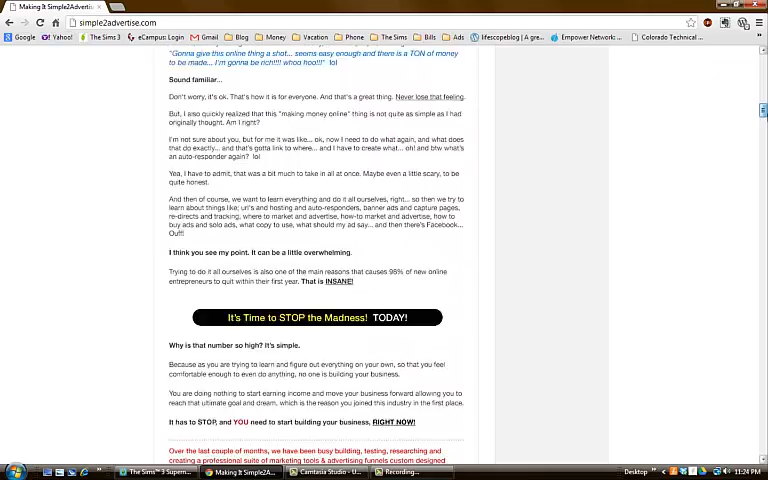 Making It Simple2Advertis
simple2advertise.com
Google
Yahoo!
The Sims 3
eCampus: Login
Gmail
Blog
Money
Vacation
Phone
The Sims
Bills
Ads
lifescopeblog | A gre...
Empower Network: ...
Colorado Technical ...
"Gonna give this online thing a shot... seems easy enough and there is a TON of money
to be made... I'm gonna be rich!!!! whoo hoo!!!" lol
Sound familiar...
Don't worry, it's ok. That's how it is for everyone. And that's a great thing. Never lose that feeling.
But, I also quickly realized that this "making money online" thing is not quite as simple as I had
originally thought. Am I right?
I'm not sure about you, but for me it was like... ok, now I need to do what again, and what does
that do exactly... and that's gotta link to where... and I have to create what... oh! and btw what's
an auto-responder again? lol
Yea, I have to admit, that was a bit much to take in all at once. Maybe even a little scary, to be
quite honest.
And then of course, we want to learn everything and do it all ourselves, right... so then we try to
learn about things like; url's and hosting and auto-responders, banner ads and capture pages,
re-directs and tracking, where to market and advertise, how-to market and advertise, how to
buy ads and solo ads, what copy to use, what should my ad say... and then there's Facebook...
Ouff!
I think you see my point. It can be a little overwhelming.
Trying to do it all ourselves is also one of the main reasons that causes 98% of new online
entrepreneurs to quit within their first year. That is INSANE!
It's Time to STOP the Madness! TODAY!
Why is that number so high? It's simple.
Because as you are trying to learn and figure out everything on your own, so that you feel
comfortable enough to even do anything, no one is building your business.
You are doing nothing to start earning income and move your business forward allowing you to
reach that ultimate goal and dream, which is the reason you joined this industry in the first place.
It has to STOP, and YOU need to start building your business, RIGHT NOW!
Over the last couple of months, we have been busy building, testing, researching and
creating a professional suite of marketing tools & advertising funnels custom designed
The Sims™ 3 Supern...
Making It Simple2A...
Camtasia Studio - U...
Recording...
Desktop
11:24 PM